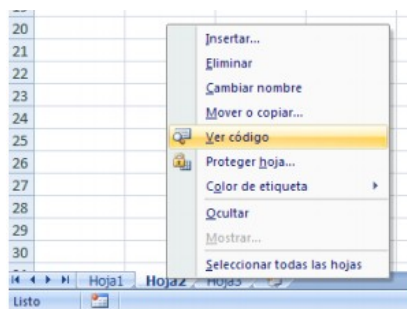 20
21
22
23
24
25
26
27
28
29
30
Insertar...
Eliminar
Cambiar nombre
Mover o copiar...
Ver código
Proteger hoja...
Color de etiqueta
Ocultar
Mostrar...
Seleccionar todas las hojas
Hoja1 Hoja2 Hoja3
Listo